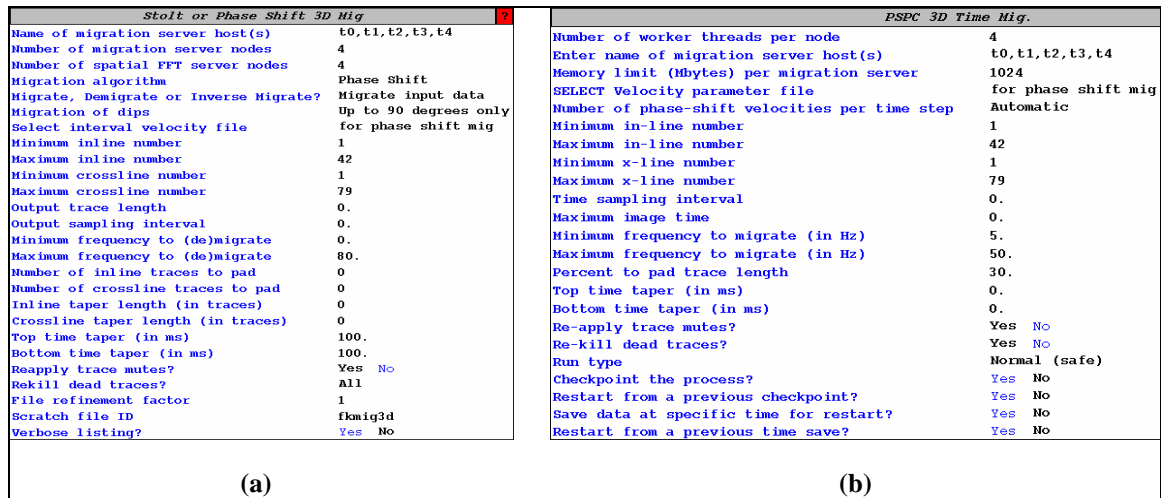 Stolt or Phase Shift 3D Mig ?
Name of migration server host(s) t0,t1,t2,t3,t4
Number of migration server nodes 4
Number of spatial FFT server nodes 4
Migration algorithm Phase Shift
Migrate, Demigrate or Inverse Migrate? Migrate input data
Migration of dips Up to 90 degrees only
Select interval velocity file for phase shift mig
Minimum inline number 1
Maximum inline number 42
Minimum crossline number 1
Maximum crossline number 79
Output trace length 0.
Output sampling interval 0.
Minimum frequency to (de)migrate 0.
Maximum frequency to (de)migrate 80.
Number of inline traces to pad 0
Number of crossline traces to pad 0
Inline taper length (in traces) 0
Crossline taper length (in traces) 0
Top time taper (in ms) 100.
Bottom time taper (in ms) 100.
Reapply trace mutes? Yes No
Rekill dead traces? All
File refinement factor 1
Scratch file ID fkmig3d
Verbose listing? Yes No
(a)
PSPC 3D Time Mig.
Number of worker threads per node 4
Enter name of migration server host(s) t0,t1,t2,t3,t4
Memory limit (Mbytes) per migration server 1024
SELECT Velocity parameter file for phase shift mig
Number of phase-shift velocities per time step Automatic
Minimum in-line number 1
Maximum in-line number 42
Minimum x-line number 1
Maximum x-line number 79
Time sampling interval 0.
Maximum image time 0.
Minimum frequency to migrate (in Hz) 5.
Maximum frequency to migrate (in Hz) 50.
Percent to pad trace length 30.
Top time taper (in ms) 0.
Bottom time taper (in ms) 0.
Re-apply trace mutes? Yes No
Re-kill dead traces? Yes No
Run type Normal (safe)
Checkpoint the process? Yes No
Restart from a previous checkpoint? Yes No
Save data at specific time for restart? Yes No
Restart from a previous time save? Yes No
(b)